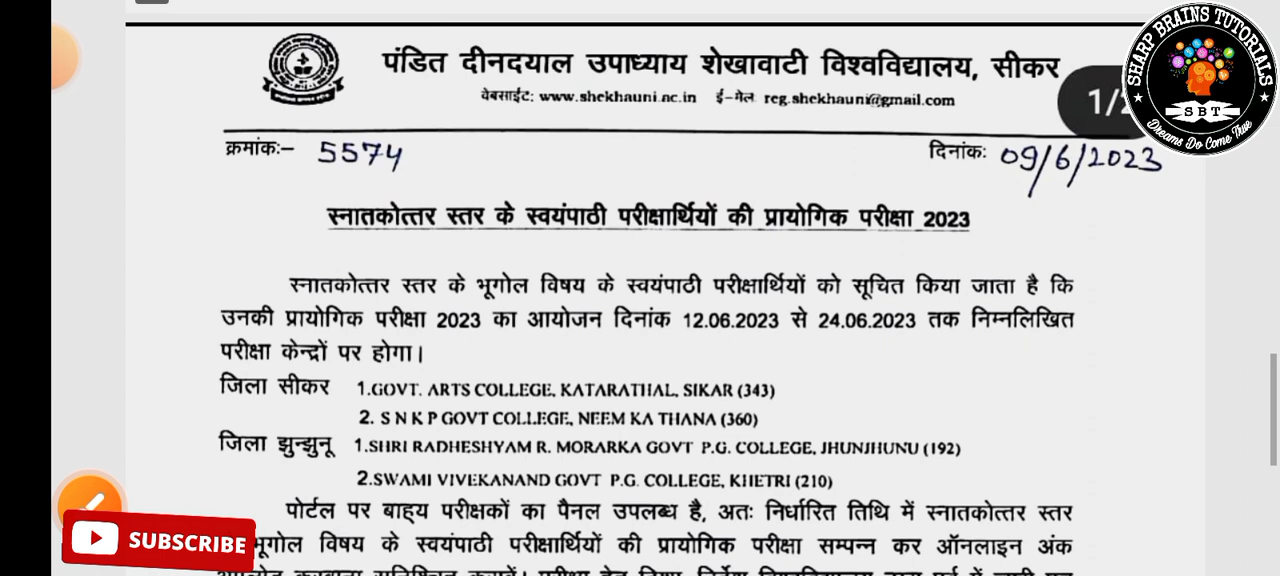 पंडित दीनदयाल उपाध्याय शेखावाटी विश्वविद्यालय, सीकर
वेबसाईट: www.shekhauni.ac.in ई-मेल reg.shekhauni@gmail.com
1/2
SHARP BRAINS TUTORIALS
SBT
Dreams Do Come True
क्रमांकः- 5574
दिनांकः 09/6/2023
स्नातकोत्तर स्तर के स्वयंपाठी परीक्षार्थियों की प्रायोगिक परीक्षा 2023
स्नातकोत्तर स्तर के भूगोल विषय के स्वयंपाठी परीक्षार्थियों को सूचित किया जाता है कि
उनकी प्रायोगिक परीक्षा 2023 का आयोजन दिनांक 12.06.2023 से 24.06.2023 तक निम्नलिखित
परीक्षा केन्द्रों पर होगा।
जिला सीकर 1.GOVT. ARTS COLLEGE, KATARATHAL, SIKAR (343)
2. S N K P GOVT COLLEGE, NEEM KA THANA (360)
जिला झुन्झुनू 1.SHRI RADHESHYAM R. MORARKA GOVT P.G. COLLEGE, JHUNJHUNU (192)
2.SWAMI VIVEKANAND GOVT P.G. COLLEGE, KHETRI (210)
पोर्टल पर बाह्य परीक्षकों का पैनल उपलब्ध है, अतः निर्धारित तिथि में स्नातकोत्तर स्तर
भूगोल विषय के स्वयंपाठी परीक्षार्थियों की प्रायोगिक परीक्षा सम्पन्न कर ऑनलाइन अंक
SUBSCRIBE